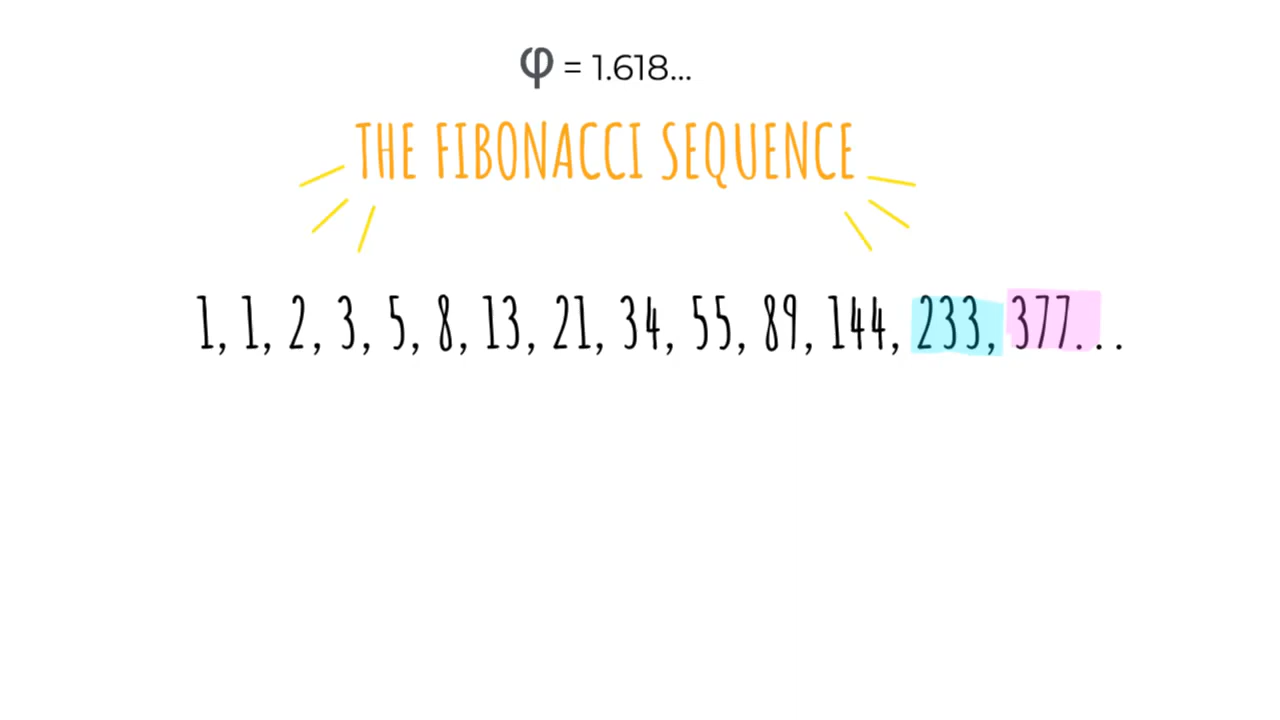 φ = 1.618...
THE FIBONACCI SEQUENCE
1, 1, 2, 3, 5, 8, 13, 21, 34, 55, 89, 144, 233, 377...